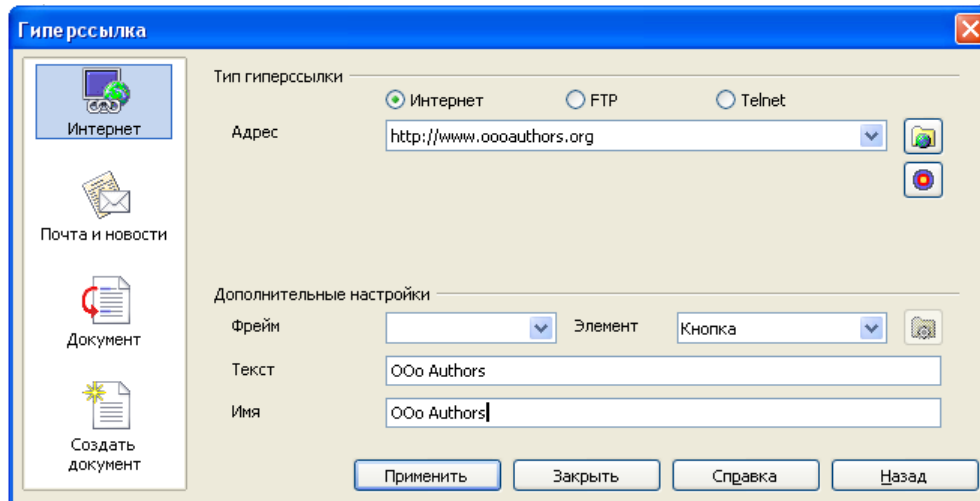 Гиперссылка
Интернет
Почта и новости
Документ
Создать
документ
Тип гиперссылки
Интернет
FTP
Telnet
Адрес
http://www.oooauthors.org
Дополнительные настройки
Фрейм
Элемент
Кнопка
Текст
OOo Authors
Имя
OOo Authors
Применить
Закрыть
Справка
Назад